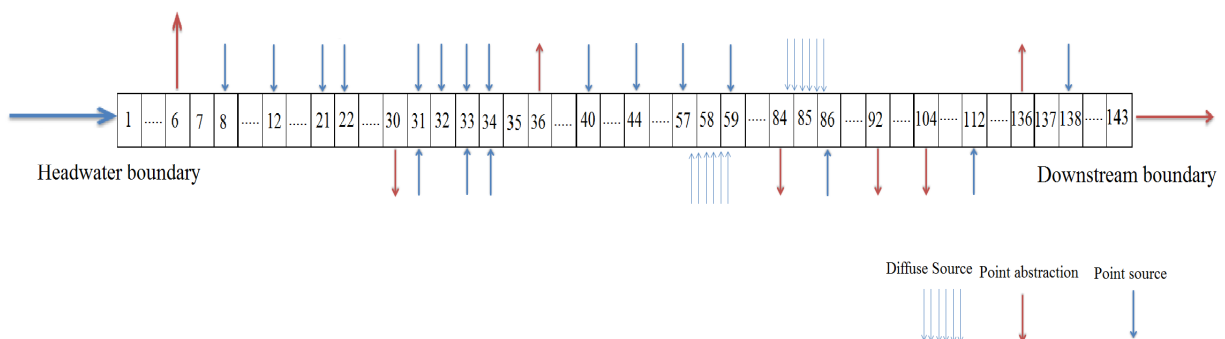 1 ..... 6 7 8 ..... 12 ..... 21 22 ..... 30 31 32 33 34 35 36 ..... 40 ..... 44 ..... 57 58 59 ..... 84 85 86 ..... 92 ..... 104 ..... 112 ..... 136 137 138 ..... 143
Headwater boundary
Downstream boundary
Diffuse Source
Point abstraction
Point source